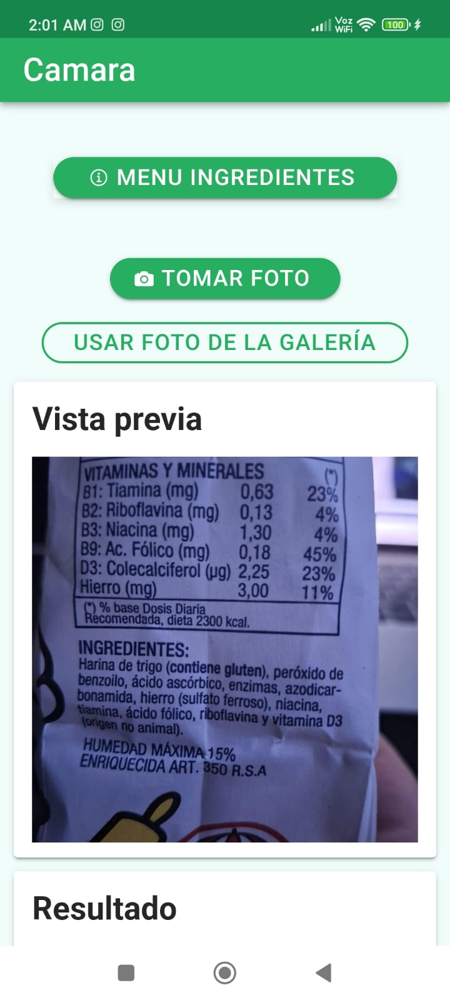 2:01 AM
Voz
WiFi
100
Camara
MENU INGREDIENTES
TOMAR FOTO
USAR FOTO DE LA GALERÍA
Vista previa
VITAMINAS Y MINERALES (*)
B1: Tiamina (mg) 0,63 23%
B2: Riboflavina (mg) 0,13 4%
B3: Niacina (mg) 1,30 4%
B9: Ac. Fólico (mg) 0,18 45%
D3: Colecalciferol (µg) 2,25 23%
Hierro (mg) 3,00 11%
(*) % base Dosis Diaria
Recomendada, dieta 2300 kcal.
INGREDIENTES:
Harina de trigo (contiene gluten), peróxido de
benzoilo, ácido ascórbico, enzimas, azodicar-
bonamida, hierro (sulfato ferroso), niacina,
tiamina, ácido fólico, riboflavina y vitamina D3
(origen no animal).
HUMEDAD MÁXIMA 15%
ENRIQUECIDA ART. 350 R.S.A
Resultado